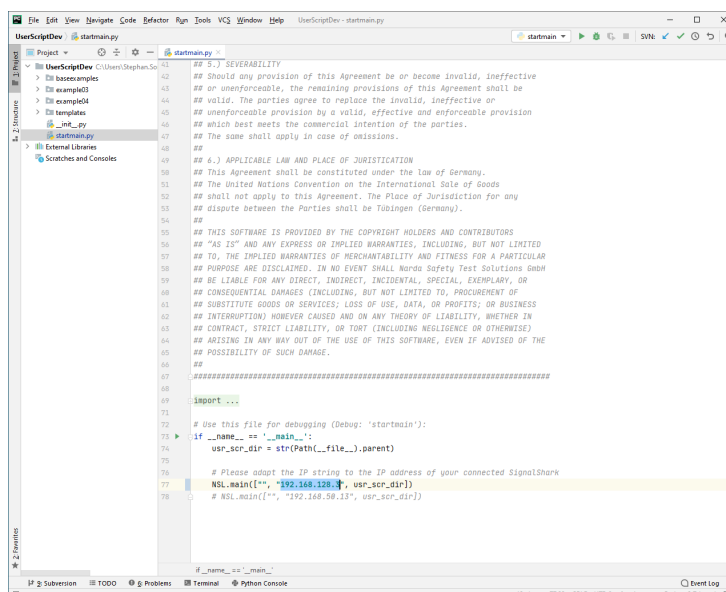 File Edit View Navigate Code Refactor Run Tools VCS Window Help UserScriptDev - startmain.py
UserScriptDev startmain.py startmain SVN:
Project startmain.py
1: Project
2: Structure
2: Favorites
UserScriptDev C:\Users\Stephan.So
baseexamples
example03
example04
templates
__init__.py
startmain.py
External Libraries
Scratches and Consoles
41 ## 5.) SEVERABILITY
42 ## Should any provision of this Agreement be or become invalid, ineffective
43 ## or unenforceable, the remaining provisions of this Agreement shall be
44 ## valid. The parties agree to replace the invalid, ineffective or
45 ## unenforceable provision by a valid, effective and enforceable provision
46 ## which best meets the commercial intention of the parties.
47 ## The same shall apply in case of omissions.
48 ##
49 ## 6.) APPLICABLE LAW AND PLACE OF JURISTICATION
50 ## This Agreement shall be constituted under the law of Germany.
51 ## The United Nations Convention on the International Sale of Goods
52 ## shall not apply to this Agreement. The Place of Jurisdiction for any
53 ## dispute between the Parties shall be Tübingen (Germany).
54 ##
55 ## THIS SOFTWARE IS PROVIDED BY THE COPYRIGHT HOLDERS AND CONTRIBUTORS
56 ## "AS IS" AND ANY EXPRESS OR IMPLIED WARRANTIES, INCLUDING, BUT NOT LIMITED
57 ## TO, THE IMPLIED WARRANTIES OF MERCHANTABILITY AND FITNESS FOR A PARTICULAR
58 ## PURPOSE ARE DISCLAIMED. IN NO EVENT SHALL Narda Safety Test Solutions GmbH
59 ## BE LIABLE FOR ANY DIRECT, INDIRECT, INCIDENTAL, SPECIAL, EXEMPLARY, OR
60 ## CONSEQUENTIAL DAMAGES (INCLUDING, BUT NOT LIMITED TO, PROCUREMENT OF
61 ## SUBSTITUTE GOODS OR SERVICES; LOSS OF USE, DATA, OR PROFITS; OR BUSINESS
62 ## INTERRUPTION) HOWEVER CAUSED AND ON ANY THEORY OF LIABILITY, WHETHER IN
63 ## CONTRACT, STRICT LIABILITY, OR TORT (INCLUDING NEGLIGENCE OR OTHERWISE)
64 ## ARISING IN ANY WAY OUT OF THE USE OF THIS SOFTWARE, EVEN IF ADVISED OF THE
65 ## POSSIBILITY OF SUCH DAMAGE.
66 ##
67 ##############################################################################
68
69 import ...
71
72 # Use this file for debugging (Debug: 'startmain'):
73 if __name__ == '__main__':
74 usr_scr_dir = str(Path(__file__).parent)
75
76 # Please adapt the IP string to the IP address of your connected SignalShark
77 NSL.main(["", "192.168.128.3", usr_scr_dir])
78 # NSL.main(["", "192.168.50.13", usr_scr_dir])
if __name__ == '__main__'
9: Subversion TODO 6: Problems Terminal Python Console Event Log